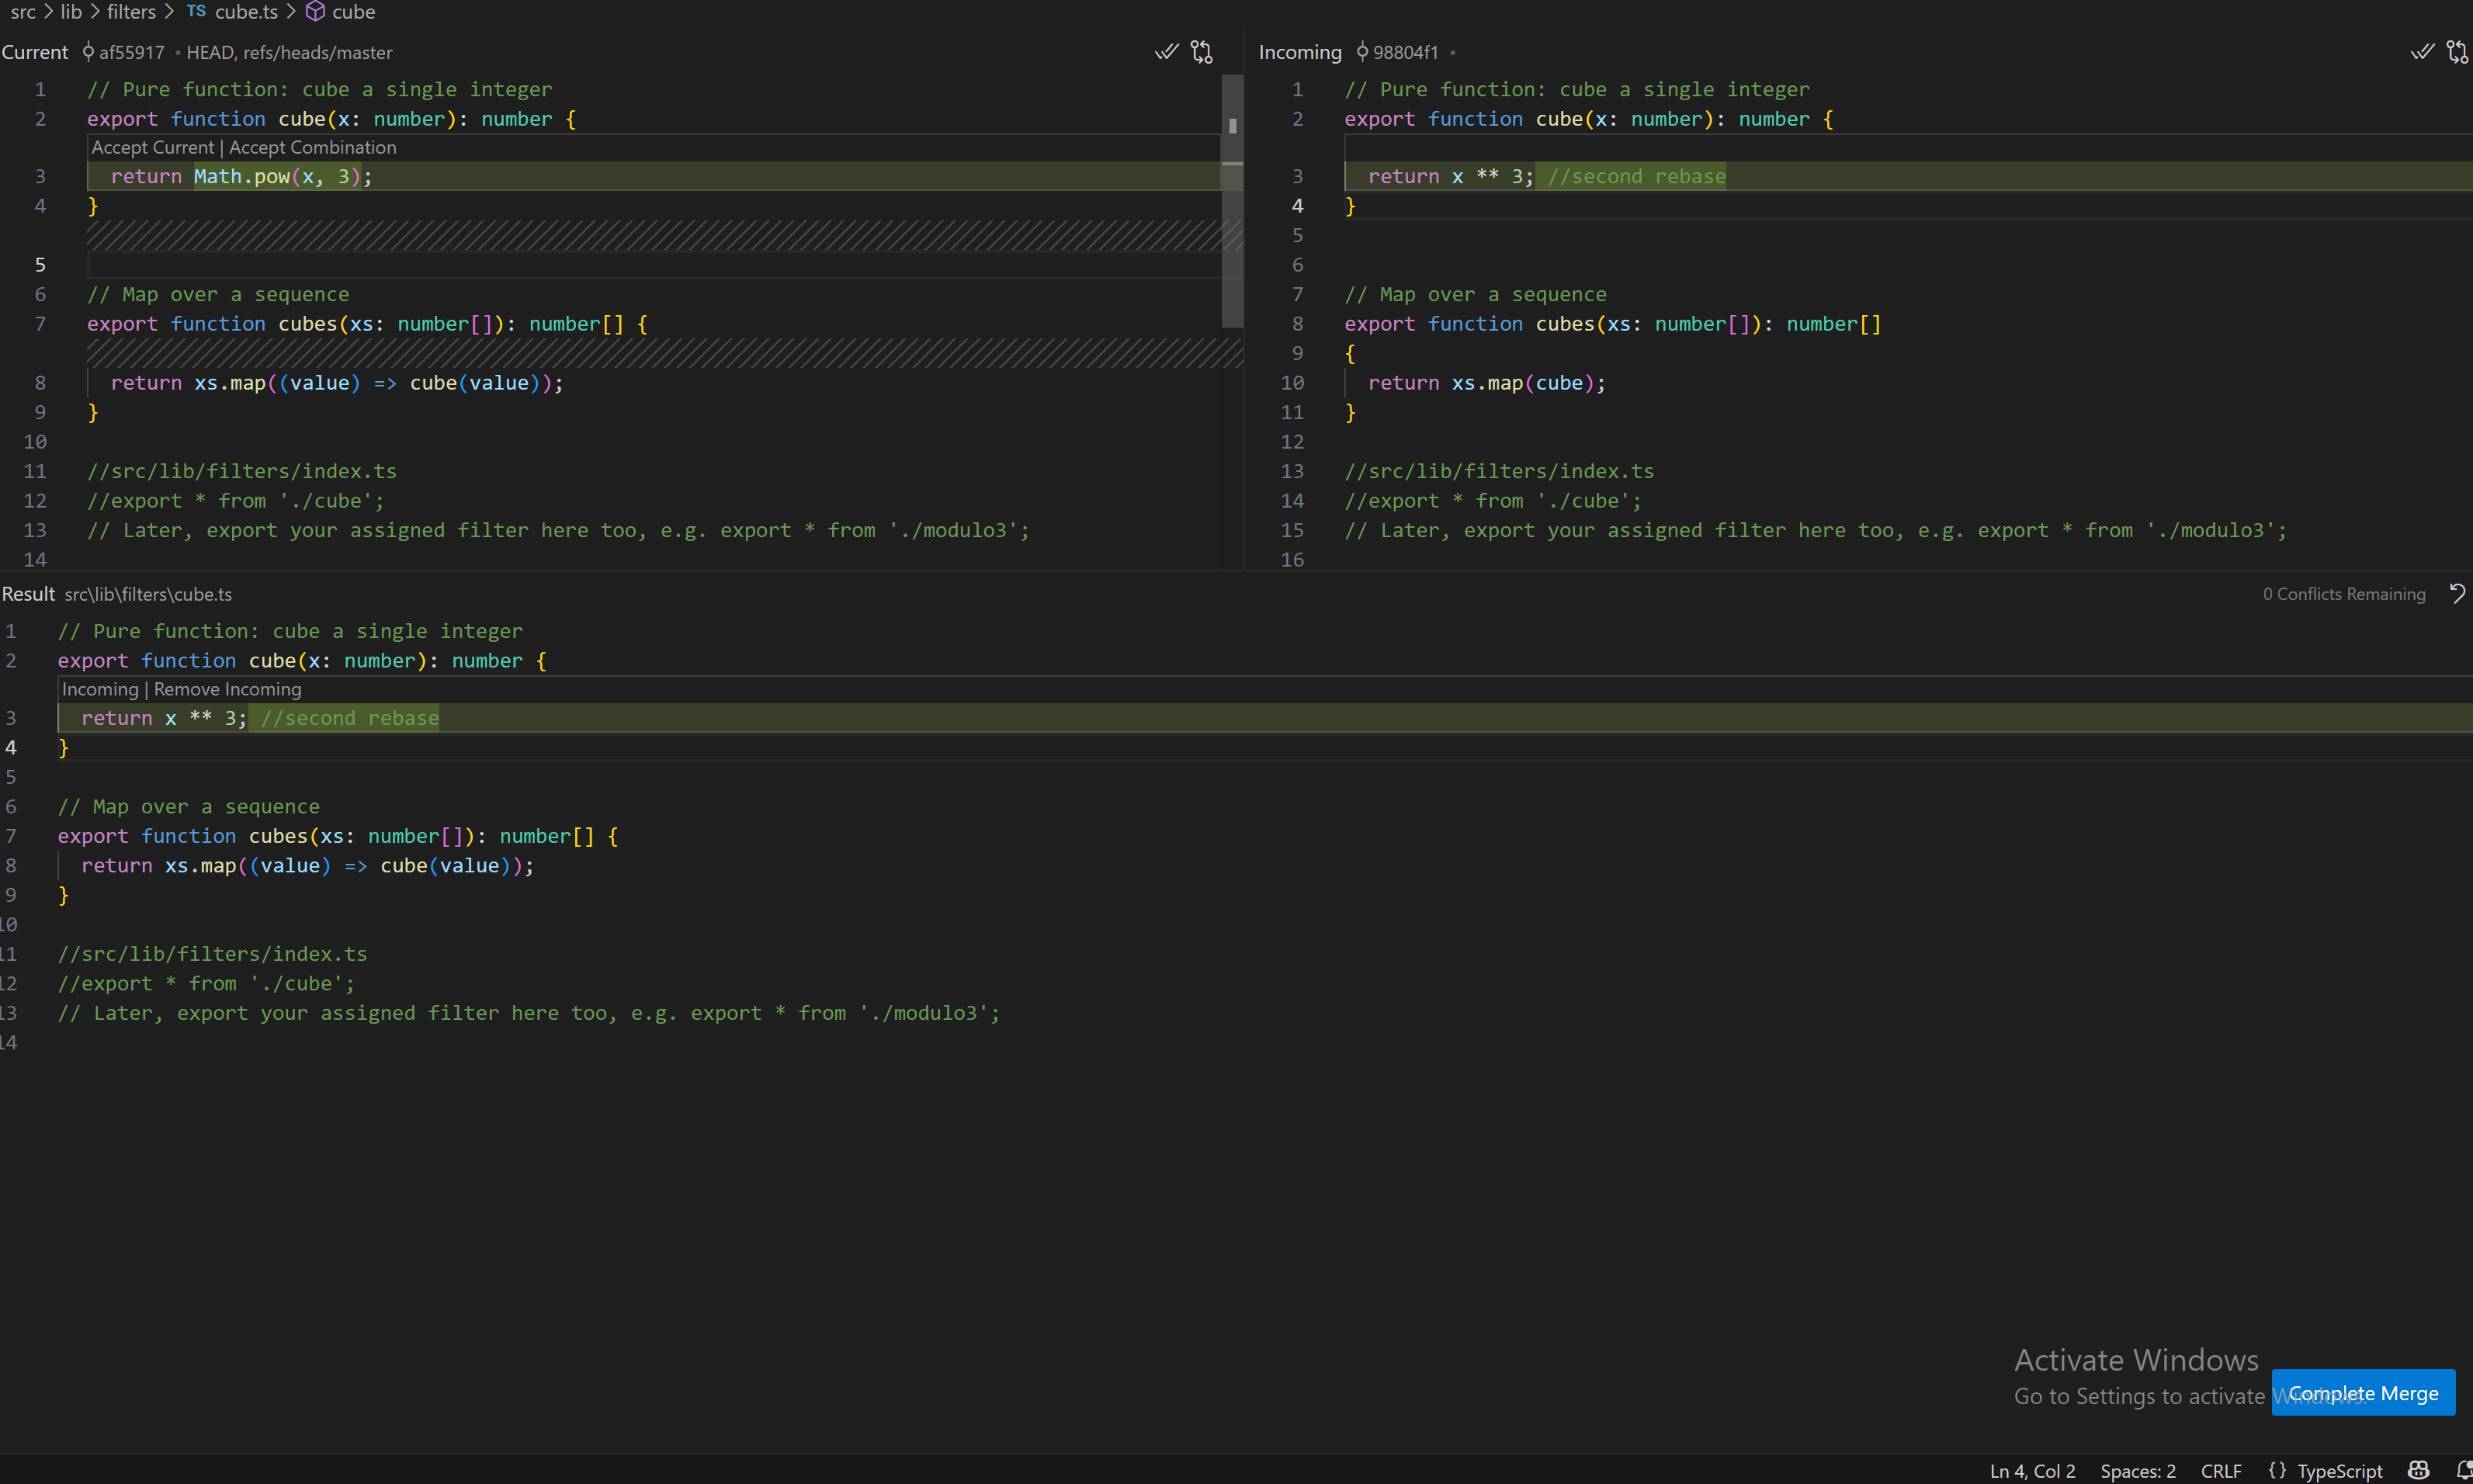 src > lib > filters > TS cube.ts > cube
Current af55917 • HEAD, refs/heads/master
1 // Pure function: cube a single integer
2 export function cube(x: number): number {
Accept Current | Accept Combination
3 return Math.pow(x, 3);
4 }
5
6 // Map over a sequence
7 export function cubes(xs: number[]): number[] {
8 return xs.map((value) => cube(value));
9 }
10
11 //src/lib/filters/index.ts
12 //export * from './cube';
13 // Later, export your assigned filter here too, e.g. export * from './modulo3';
14
Incoming 98804f1 •
1 // Pure function: cube a single integer
2 export function cube(x: number): number {
3 return x ** 3; //second rebase
4 }
5
6
7 // Map over a sequence
8 export function cubes(xs: number[]): number[]
9 {
10 return xs.map(cube);
11 }
12
13 //src/lib/filters/index.ts
14 //export * from './cube';
15 // Later, export your assigned filter here too, e.g. export * from './modulo3';
16
Result src\lib\filters\cube.ts 0 Conflicts Remaining
1 // Pure function: cube a single integer
2 export function cube(x: number): number {
Incoming | Remove Incoming
3 return x ** 3; //second rebase
4 }
5
6 // Map over a sequence
7 export function cubes(xs: number[]): number[] {
8 return xs.map((value) => cube(value));
9 }
10
11 //src/lib/filters/index.ts
12 //export * from './cube';
13 // Later, export your assigned filter here too, e.g. export * from './modulo3';
14
Activate Windows
Go to Settings to activate Windows.
Complete Merge
Ln 4, Col 2 Spaces: 2 CRLF {} TypeScript